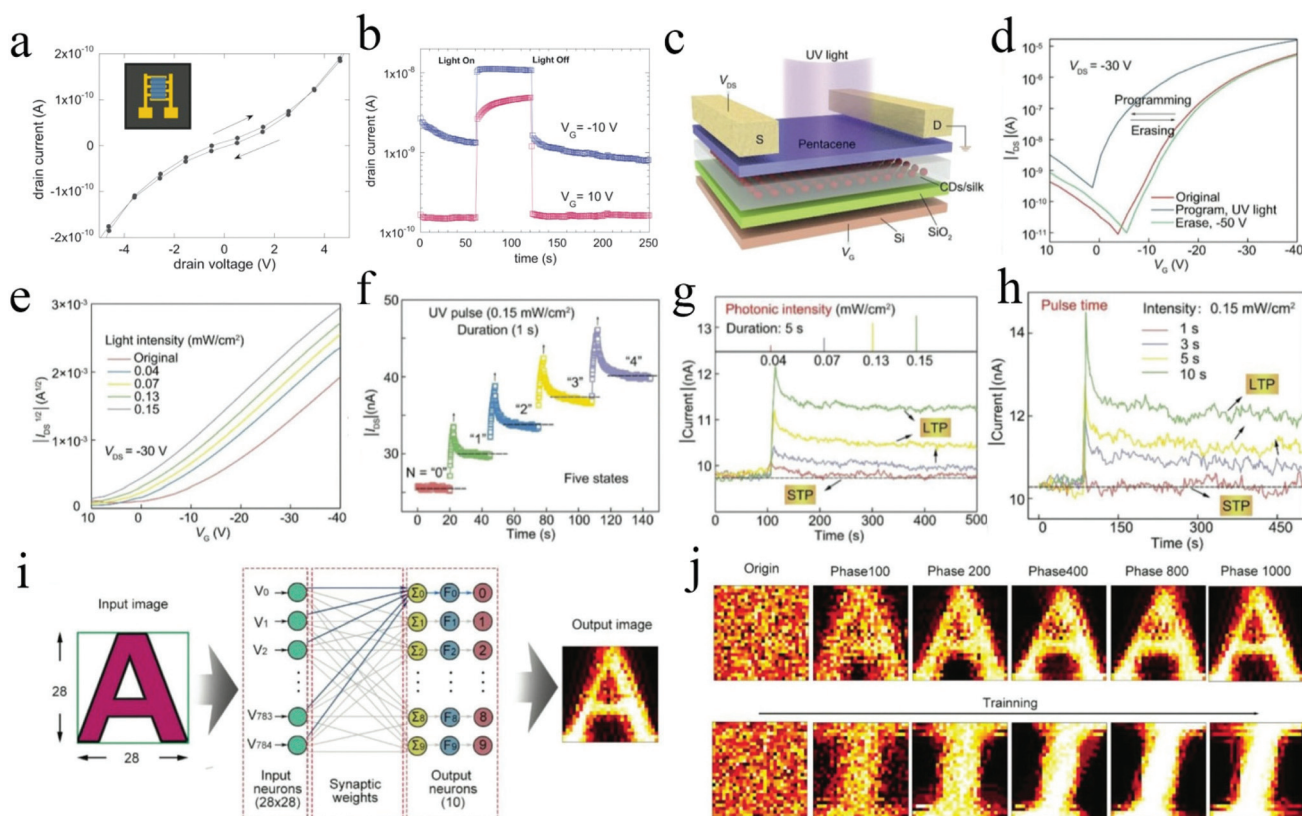 a
2x10⁻¹⁰
1x10⁻¹⁰
0
-1x10⁻¹⁰
-2x10⁻¹⁰
drain current (A)
-4 -2 0 2 4
drain voltage (V)
b
Light On Light Off
1x10⁻⁸
1x10⁻⁹
1x10⁻¹⁰
drain current (A)
V_G = -10 V
V_G = 10 V
0 50 100 150 200 250
time (s)
c
UV light
V_DS
S
D
Pentacene
CDs/silk
SiO₂
Si
V_G
d
10⁻⁵
10⁻⁶
10⁻⁷
10⁻⁸
10⁻⁹
10⁻¹⁰
10⁻¹¹
|I_DS|(A)
V_DS = -30 V
Programming
Erasing
Original
Program, UV light
Erase, -50 V
10 0 -10 -20 -30 -40
V_G (V)
e
3×10⁻³
2×10⁻³
1×10⁻³
0
|I_DS^1/2|(A^1/2)
Light intensity (mW/cm²)
Original
0.04
0.07
0.13
0.15
V_DS = -30 V
10 0 -10 -20 -30 -40
V_G (V)
f
50
45
40
35
30
25
|I_DS|(nA)
UV pulse (0.15 mW/cm²)
Duration (1 s)
N = "0"
"1"
"2"
"3"
"4"
Five states
0 20 40 60 80 100 120 140
Time (s)
g
Photonic intensity (mW/cm²)
Duration: 5 s
0.04 0.07 0.13 0.15
13
12
12
11
10
|Current|(nA)
LTP
STP
0 100 200 300 400 500
Time (s)
h
Pulse time
Intensity: 0.15 mW/cm²
1 s
3 s
5 s
10 s
14
12
10
|Current|(nA)
LTP
STP
0 150 300 450
Time (s)
i
Input image
28
28
V₀
V₁
V₂
V₇₈₃
V₇₈₄
Σ₀ F₀ 0
Σ₁ F₁ 1
Σ₂ F₂ 2
Σ₈ F₈ 8
Σ₉ F₉ 9
Input neurons (28x28)
Synaptic weights
Output neurons (10)
Output image
j
Origin Phase100 Phase 200 Phase400 Phase 800 Phase 1000
Trainning